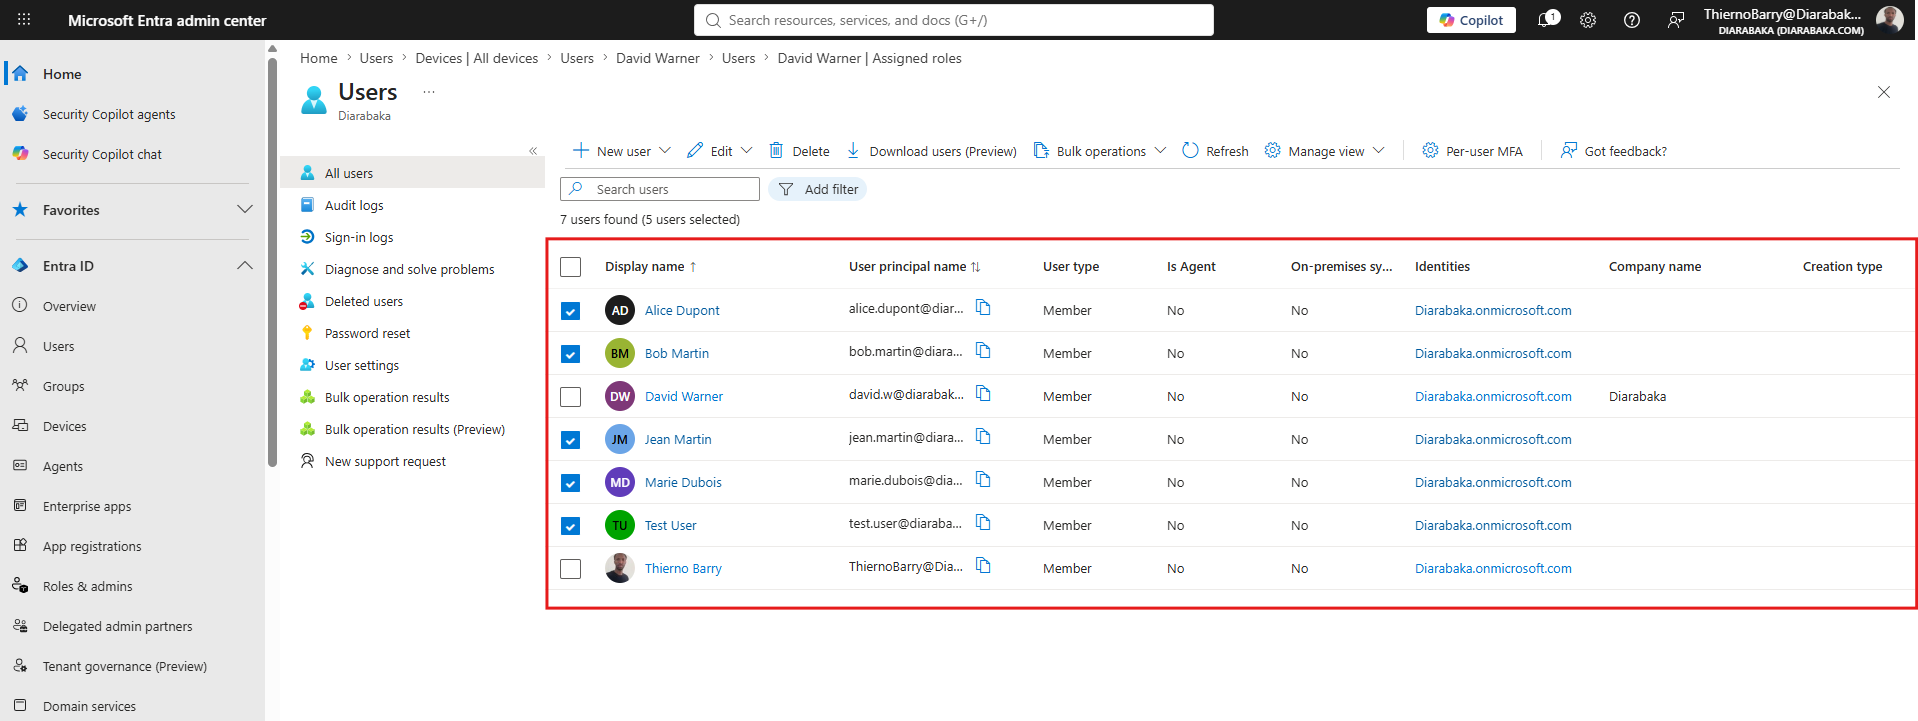 Microsoft Entra admin center
Search resources, services, and docs (G+/)
Copilot
1
ThiernoBarry@Diarabak...
DIARABAKA (DIARABAKA.COM)
Home
Security Copilot agents
Security Copilot chat
Favorites
Entra ID
Overview
Users
Groups
Devices
Agents
Enterprise apps
App registrations
Roles & admins
Delegated admin partners
Tenant governance (Preview)
Domain services
Home > Users > Devices | All devices > Users > David Warner > Users > David Warner | Assigned roles
Users ...
Diarabaka
All users
Audit logs
Sign-in logs
Diagnose and solve problems
Deleted users
Password reset
User settings
Bulk operation results
Bulk operation results (Preview)
New support request
New user Edit Delete Download users (Preview) Bulk operations Refresh Manage view Per-user MFA Got feedback?
Search users Add filter
7 users found (5 users selected)
Display name ↑ User principal name ↑↓ User type Is Agent On-premises sy... Identities Company name Creation type
AD Alice Dupont alice.dupont@diar... Member No No Diarabaka.onmicrosoft.com
BM Bob Martin bob.martin@diara... Member No No Diarabaka.onmicrosoft.com
DW David Warner david.w@diarabak... Member No No Diarabaka.onmicrosoft.com Diarabaka
JM Jean Martin jean.martin@diara... Member No No Diarabaka.onmicrosoft.com
MD Marie Dubois marie.dubois@dia... Member No No Diarabaka.onmicrosoft.com
TU Test User test.user@diaraba... Member No No Diarabaka.onmicrosoft.com
Thierno Barry ThiernoBarry@Dia... Member No No Diarabaka.onmicrosoft.com